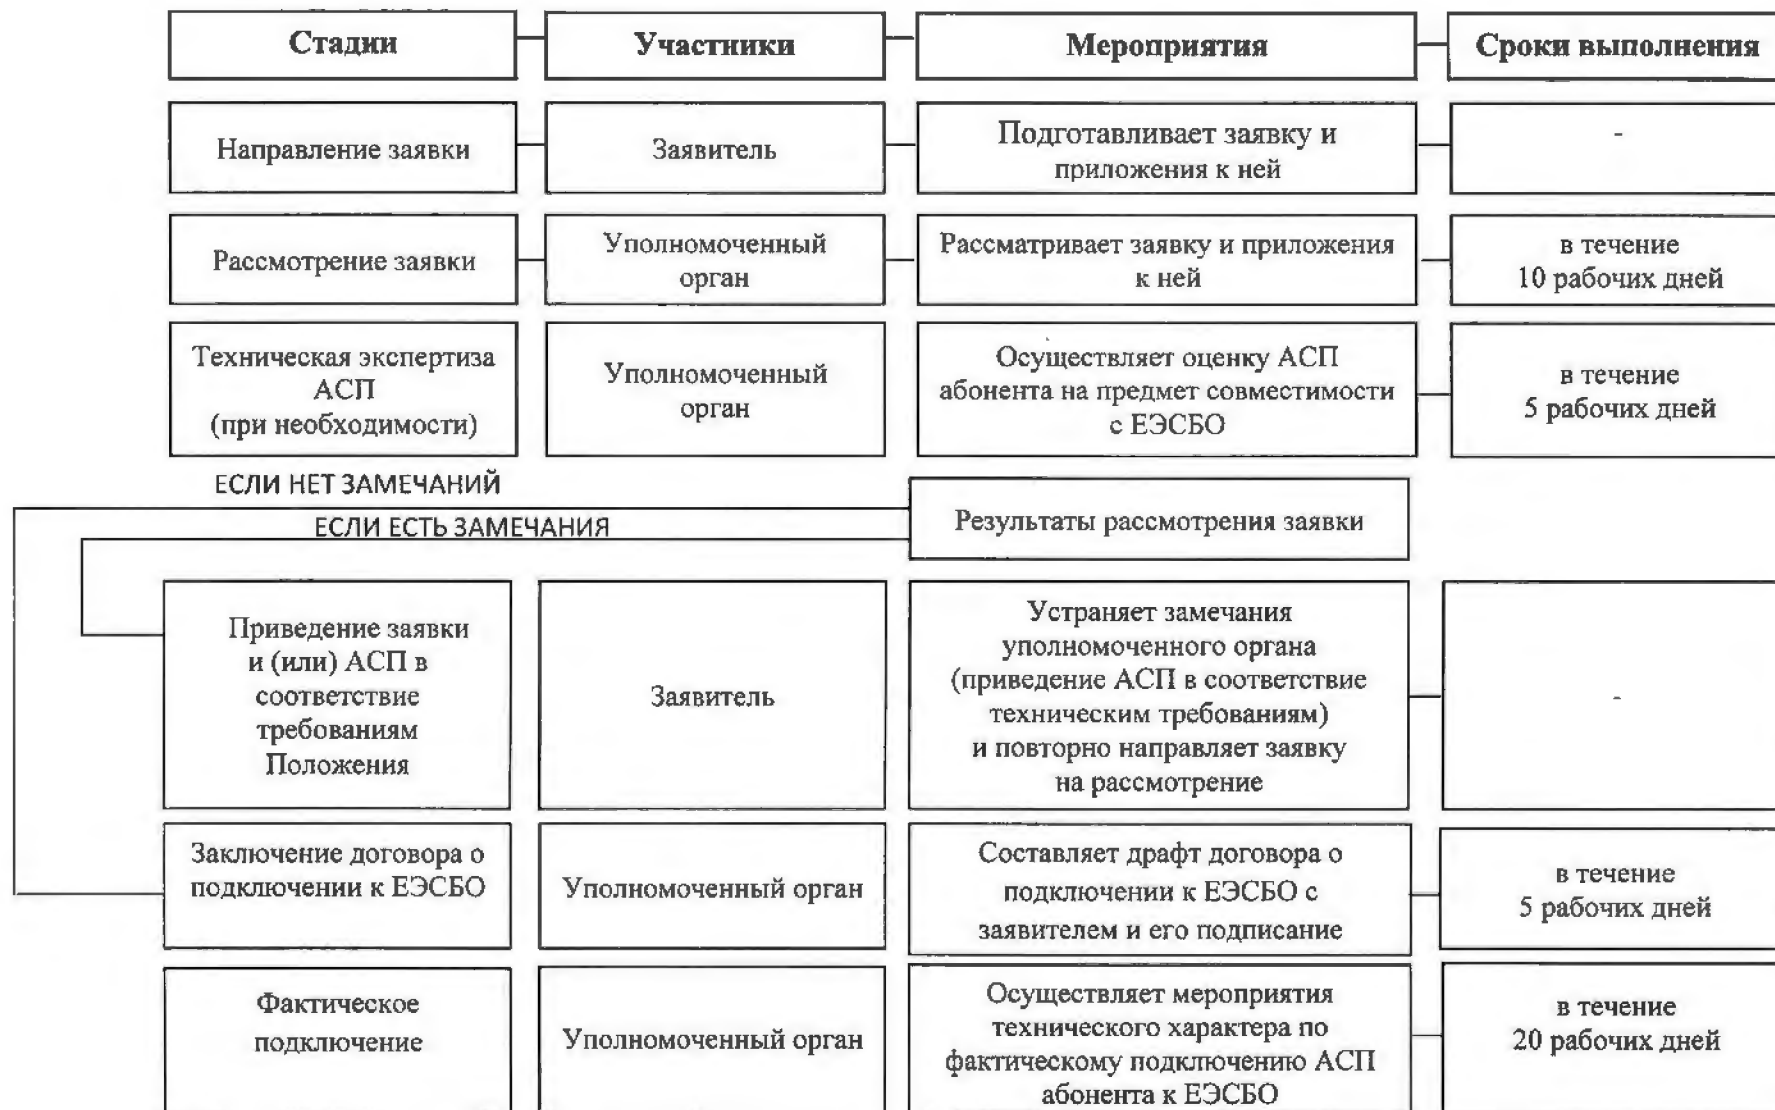 Стадии
Участники
Мероприятия
Сроки выполнения
Направление заявки
Заявитель
Подготавливает заявку и
приложения к ней
-
Рассмотрение заявки
Уполномоченный
орган
Рассматривает заявку и приложения
к ней
в течение
10 рабочих дней
Техническая экспертиза
АСП
(при необходимости)
Уполномоченный
орган
Осуществляет оценку АСП
абонента на предмет совместимости
с ЕЭСБО
в течение
5 рабочих дней
ЕСЛИ НЕТ ЗАМЕЧАНИЙ
ЕСЛИ ЕСТЬ ЗАМЕЧАНИЯ
Результаты рассмотрения заявки
Приведение заявки
и (или) АСП в
соответствие
требованиям
Положения
Заявитель
Устраняет замечания
уполномоченного органа
(приведение АСП в соответствие
техническим требованиям)
и повторно направляет заявку
на рассмотрение
-
Заключение договора о
подключении к ЕЭСБО
Уполномоченный орган
Составляет драфт договора о
подключении к ЕЭСБО с
заявителем и его подписание
в течение
5 рабочих дней
Фактическое
подключение
Уполномоченный орган
Осуществляет мероприятия
технического характера по
фактическому подключению АСП
абонента к ЕЭСБО
в течение
20 рабочих дней